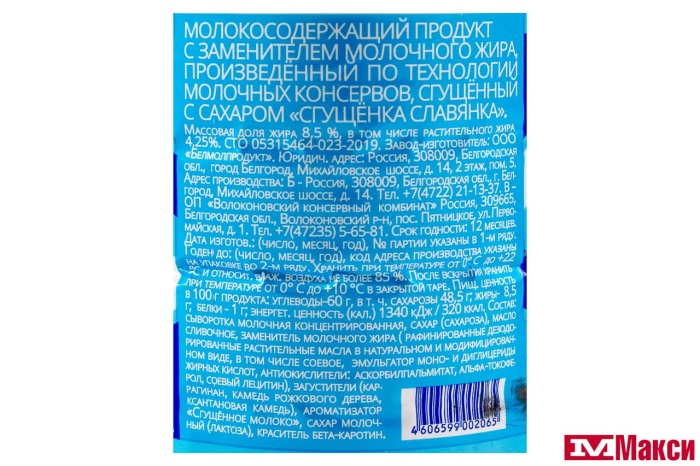 МОЛОКОСОДЕРЖАЩИЙ ПРОДУКТ
С ЗАМЕНИТЕЛЕМ МОЛОЧНОГО ЖИРА,
ПРОИЗВЕДЁННЫЙ ПО ТЕХНОЛОГИИ
МОЛОЧНЫХ КОНСЕРВОВ, СГУЩЁННЫЙ
С САХАРОМ «СГУЩЁНКА СЛАВЯНКА».
МАССОВАЯ ДОЛЯ ЖИРА 8,5 %, В ТОМ ЧИСЛЕ РАСТИТЕЛЬНОГО ЖИРА
4,25%. СТО 05315464-023-2019. ЗАВОД-ИЗГОТОВИТЕЛЬ: ООО
«БЕЛМОЛПРОДУКТ». ЮРИДИЧ. АДРЕС: РОССИЯ, 308009, БЕЛГОРОДСКАЯ
ОБЛ., ГОРОД БЕЛГОРОД, МИХАЙЛОВСКОЕ ШОССЕ, Д. 14, 2 ЭТАЖ, ПОМ. 5.
АДРЕС ПРОИЗВОДСТВА: Б - РОССИЯ, 308009, БЕЛГОРОДСКАЯ ОБЛ., Г. БЕЛ-
ГОРОД, МИХАЙЛОВСКОЕ ШОССЕ, Д. 14. ТЕЛ. +7(4722) 21-13-37. В -
ОП «ВОЛОКОНОВСКИЙ КОНСЕРВНЫЙ КОМБИНАТ» РОССИЯ, 309665,
БЕЛГОРОДСКАЯ ОБЛ., ВОЛОКОНОВСКИЙ Р-Н, ПОС. ПЯТНИЦКОЕ, УЛ. ПЕРВО-
МАЙСКАЯ, Д. 1. ТЕЛ. +7(47235) 5-65-81. СРОК ГОДНОСТИ: 12 МЕСЯЦЕВ.
ДАТА ИЗГОТОВ.: (ЧИСЛО, МЕСЯЦ, ГОД), № ПАРТИИ УКАЗАНЫ В 1-М РЯДУ.
ГОДЕН ДО: (ЧИСЛО, МЕСЯЦ, ГОД), КОД АДРЕСА ПРОИЗВОДСТВА УКАЗАНЫ
НА УПАКОВКЕ ВО 2-М РЯДУ. ХРАНИТЬ ПРИ ТЕМПЕРАТУРЕ ОТ 0° С ДО +22
°С И ОТНОСИТ. ВЛАЖ. ВОЗДУХА НЕ БОЛЕЕ 85 %. ПОСЛЕ ВСКРЫТИЯ ХРАНИТЬ
ПРИ ТЕМПЕРАТУРЕ ОТ 0° С ДО +10 °С В ЗАКРЫТОЙ ТАРЕ. ПИЩ. ЦЕННОСТЬ
В 100 Г ПРОДУКТА: УГЛЕВОДЫ-60 Г, В Т. Ч. САХАРОЗЫ 48,5 Г; ЖИРЫ- 8,5
Г; БЕЛКИ - 1 Г; ЭНЕРГЕТ. ЦЕННОСТЬ (КАЛ.) 1340 КДЖ / 320 ККАЛ. СОСТАВ:
СЫВОРОТКА МОЛОЧНАЯ КОНЦЕНТРИРОВАННАЯ, САХАР (САХАРОЗА), МАСЛО
СЛИВОЧНОЕ, ЗАМЕНИТЕЛЬ МОЛОЧНОГО ЖИРА ( РАФИНИРОВАННЫЕ ДЕЗОДО-
РИРОВАННЫЕ РАСТИТЕЛЬНЫЕ МАСЛА В НАТУРАЛЬНОМ И МОДИФИЦИРОВАН-
НОМ ВИДЕ, В ТОМ ЧИСЛЕ СОЕВОЕ, ЭМУЛЬГАТОР МОНО- И ДИГЛИЦЕРИДЫ
ЖИРНЫХ КИСЛОТ, АНТИОКИСЛИТЕЛИ: АСКОРБИЛПАЛЬМИТАТ, АЛЬФА-ТОКОФЕ-
РОЛ, СОЕВЫЙ ЛЕЦИТИН), ЗАГУСТИТЕЛИ (КАР-
РАГИНАН, КАМЕДЬ РОЖКОВОГО ДЕРЕВА,
КСАНТАНОВАЯ КАМЕДЬ), АРОМАТИЗАТОР
«СГУЩЁННОЕ МОЛОКО», САХАР МОЛОЧ-
НЫЙ (ЛАКТОЗА), КРАСИТЕЛЬ БЕТА-КАРОТИН.
4 606599 002065
Макси